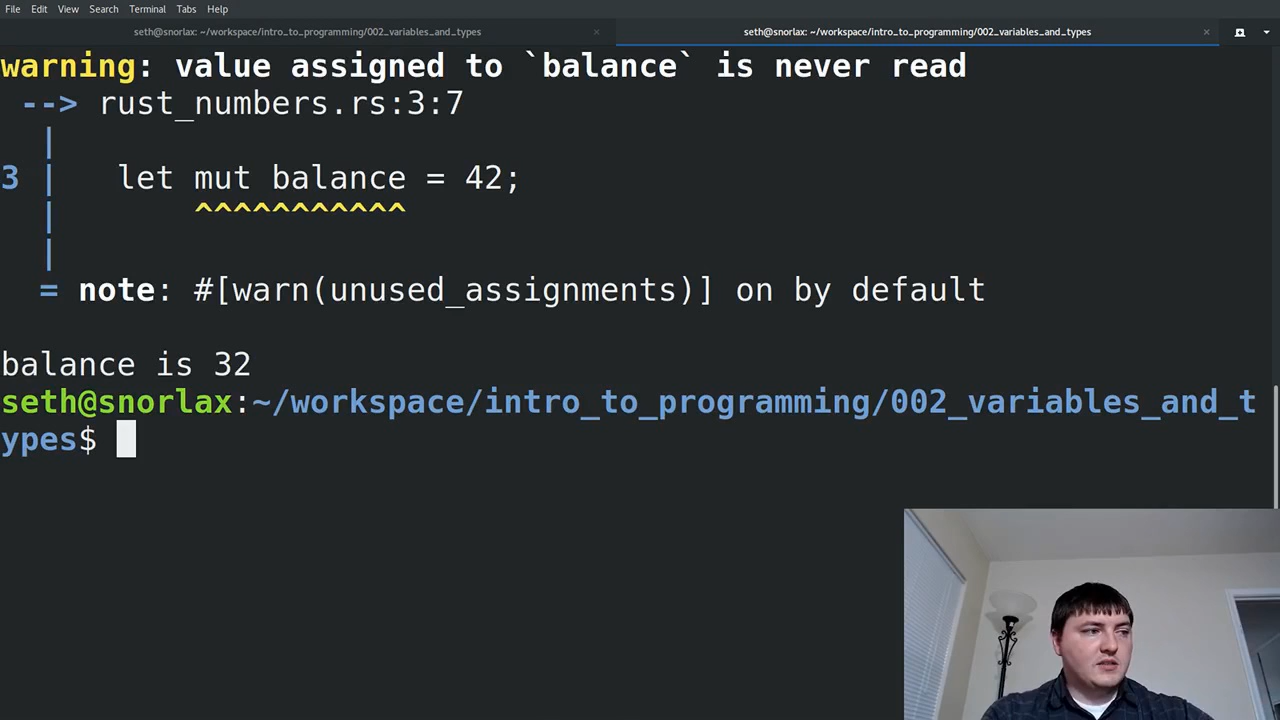 File Edit View Search Terminal Tabs Help
seth@snorlax: ~/workspace/intro_to_programming/002_variables_and_types × seth@snorlax: ~/workspace/intro_to_programming/002_variables_and_types ×
warning: value assigned to `balance` is never read
--> rust_numbers.rs:3:7
|
3 | let mut balance = 42;
| ^^^^^^^^^^^
|
= note: #[warn(unused_assignments)] on by default
balance is 32
seth@snorlax:~/workspace/intro_to_programming/002_variables_and_t
ypes$